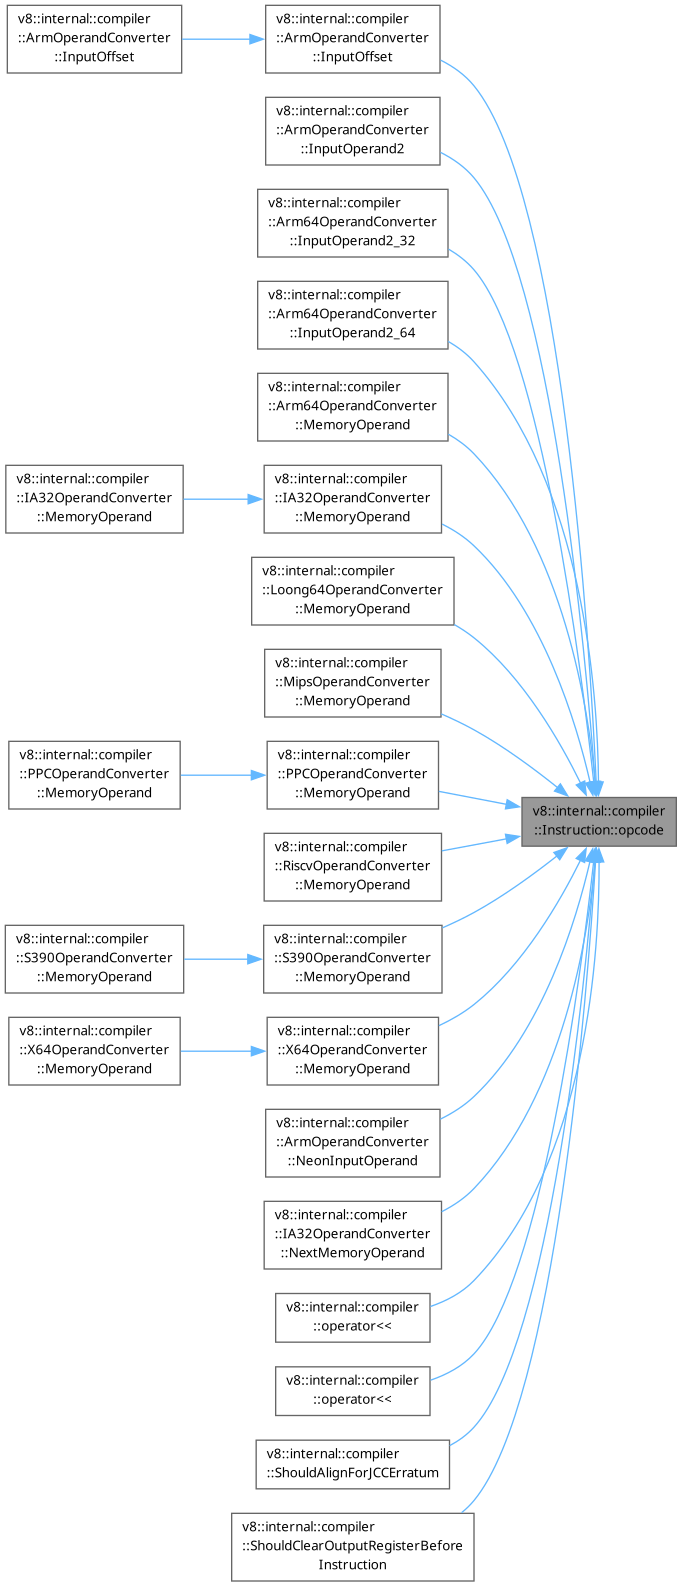 v8::internal::compiler
::ArmOperandConverter
::InputOffset
v8::internal::compiler
::ArmOperandConverter
::InputOffset
v8::internal::compiler
::ArmOperandConverter
::InputOperand2
v8::internal::compiler
::Arm64OperandConverter
::InputOperand2_32
v8::internal::compiler
::Arm64OperandConverter
::InputOperand2_64
v8::internal::compiler
::Arm64OperandConverter
::MemoryOperand
v8::internal::compiler
::IA32OperandConverter
::MemoryOperand
v8::internal::compiler
::IA32OperandConverter
::MemoryOperand
v8::internal::compiler
::Loong64OperandConverter
::MemoryOperand
v8::internal::compiler
::MipsOperandConverter
::MemoryOperand
v8::internal::compiler
::PPCOperandConverter
::MemoryOperand
v8::internal::compiler
::PPCOperandConverter
::MemoryOperand
v8::internal::compiler
::Instruction::opcode
v8::internal::compiler
::RiscvOperandConverter
::MemoryOperand
v8::internal::compiler
::S390OperandConverter
::MemoryOperand
v8::internal::compiler
::S390OperandConverter
::MemoryOperand
v8::internal::compiler
::X64OperandConverter
::MemoryOperand
v8::internal::compiler
::X64OperandConverter
::MemoryOperand
v8::internal::compiler
::ArmOperandConverter
::NeonInputOperand
v8::internal::compiler
::IA32OperandConverter
::NextMemoryOperand
v8::internal::compiler
::operator<<
v8::internal::compiler
::operator<<
v8::internal::compiler
::ShouldAlignForJCCErratum
v8::internal::compiler
::ShouldClearOutputRegisterBefore
Instruction